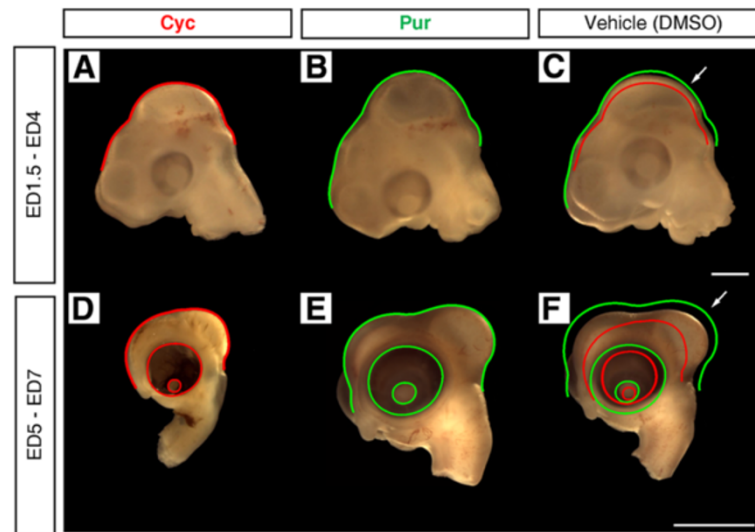 Cyc Pur Vehicle (DMSO)
ED1.5 - ED4
A B C
ED5 - ED7
D E F